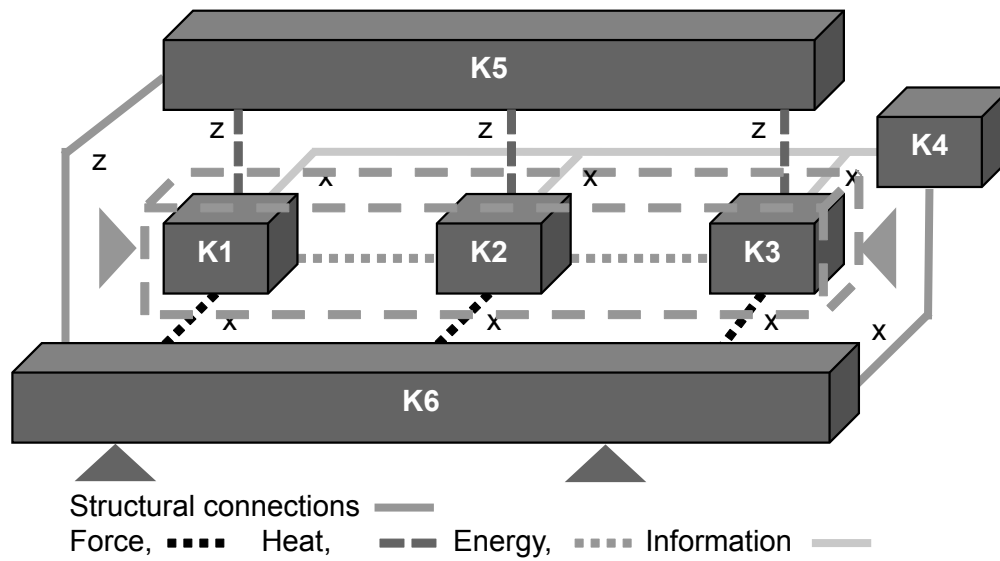 K5
K4
z z z
z
x x x
K1 K2 K3
x x x
x
K6
Structural connections
Force, Heat, Energy, Information